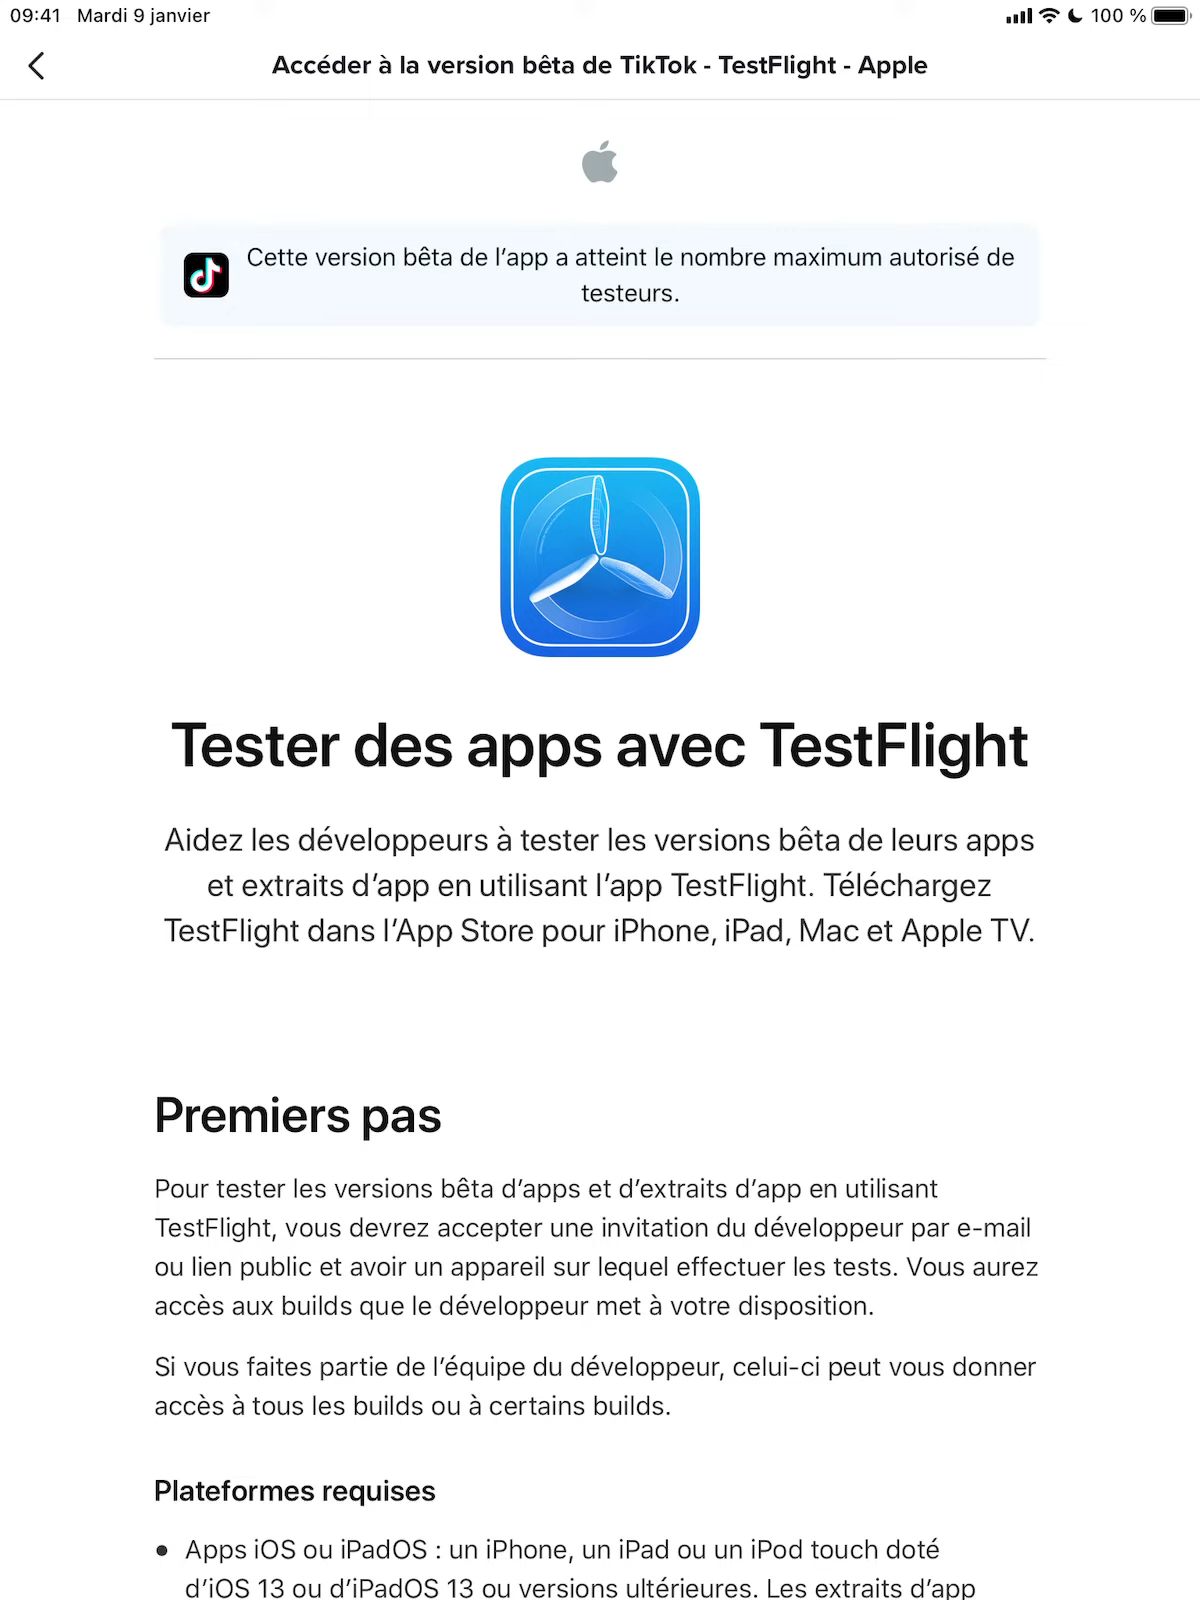 09:41 Mardi 9 janvier 100 %
Accéder à la version bêta de TikTok - TestFlight - Apple
Cette version bêta de l’app a atteint le nombre maximum autorisé de
testeurs.
Tester des apps avec TestFlight
Aidez les développeurs à tester les versions bêta de leurs apps
et extraits d’app en utilisant l’app TestFlight. Téléchargez
TestFlight dans l’App Store pour iPhone, iPad, Mac et Apple TV.
Premiers pas
Pour tester les versions bêta d’apps et d’extraits d’app en utilisant
TestFlight, vous devrez accepter une invitation du développeur par e-mail
ou lien public et avoir un appareil sur lequel effectuer les tests. Vous aurez
accès aux builds que le développeur met à votre disposition.
Si vous faites partie de l’équipe du développeur, celui-ci peut vous donner
accès à tous les builds ou à certains builds.
Plateformes requises
• Apps iOS ou iPadOS : un iPhone, un iPad ou un iPod touch doté
d’iOS 13 ou d’iPadOS 13 ou versions ultérieures. Les extraits d’app